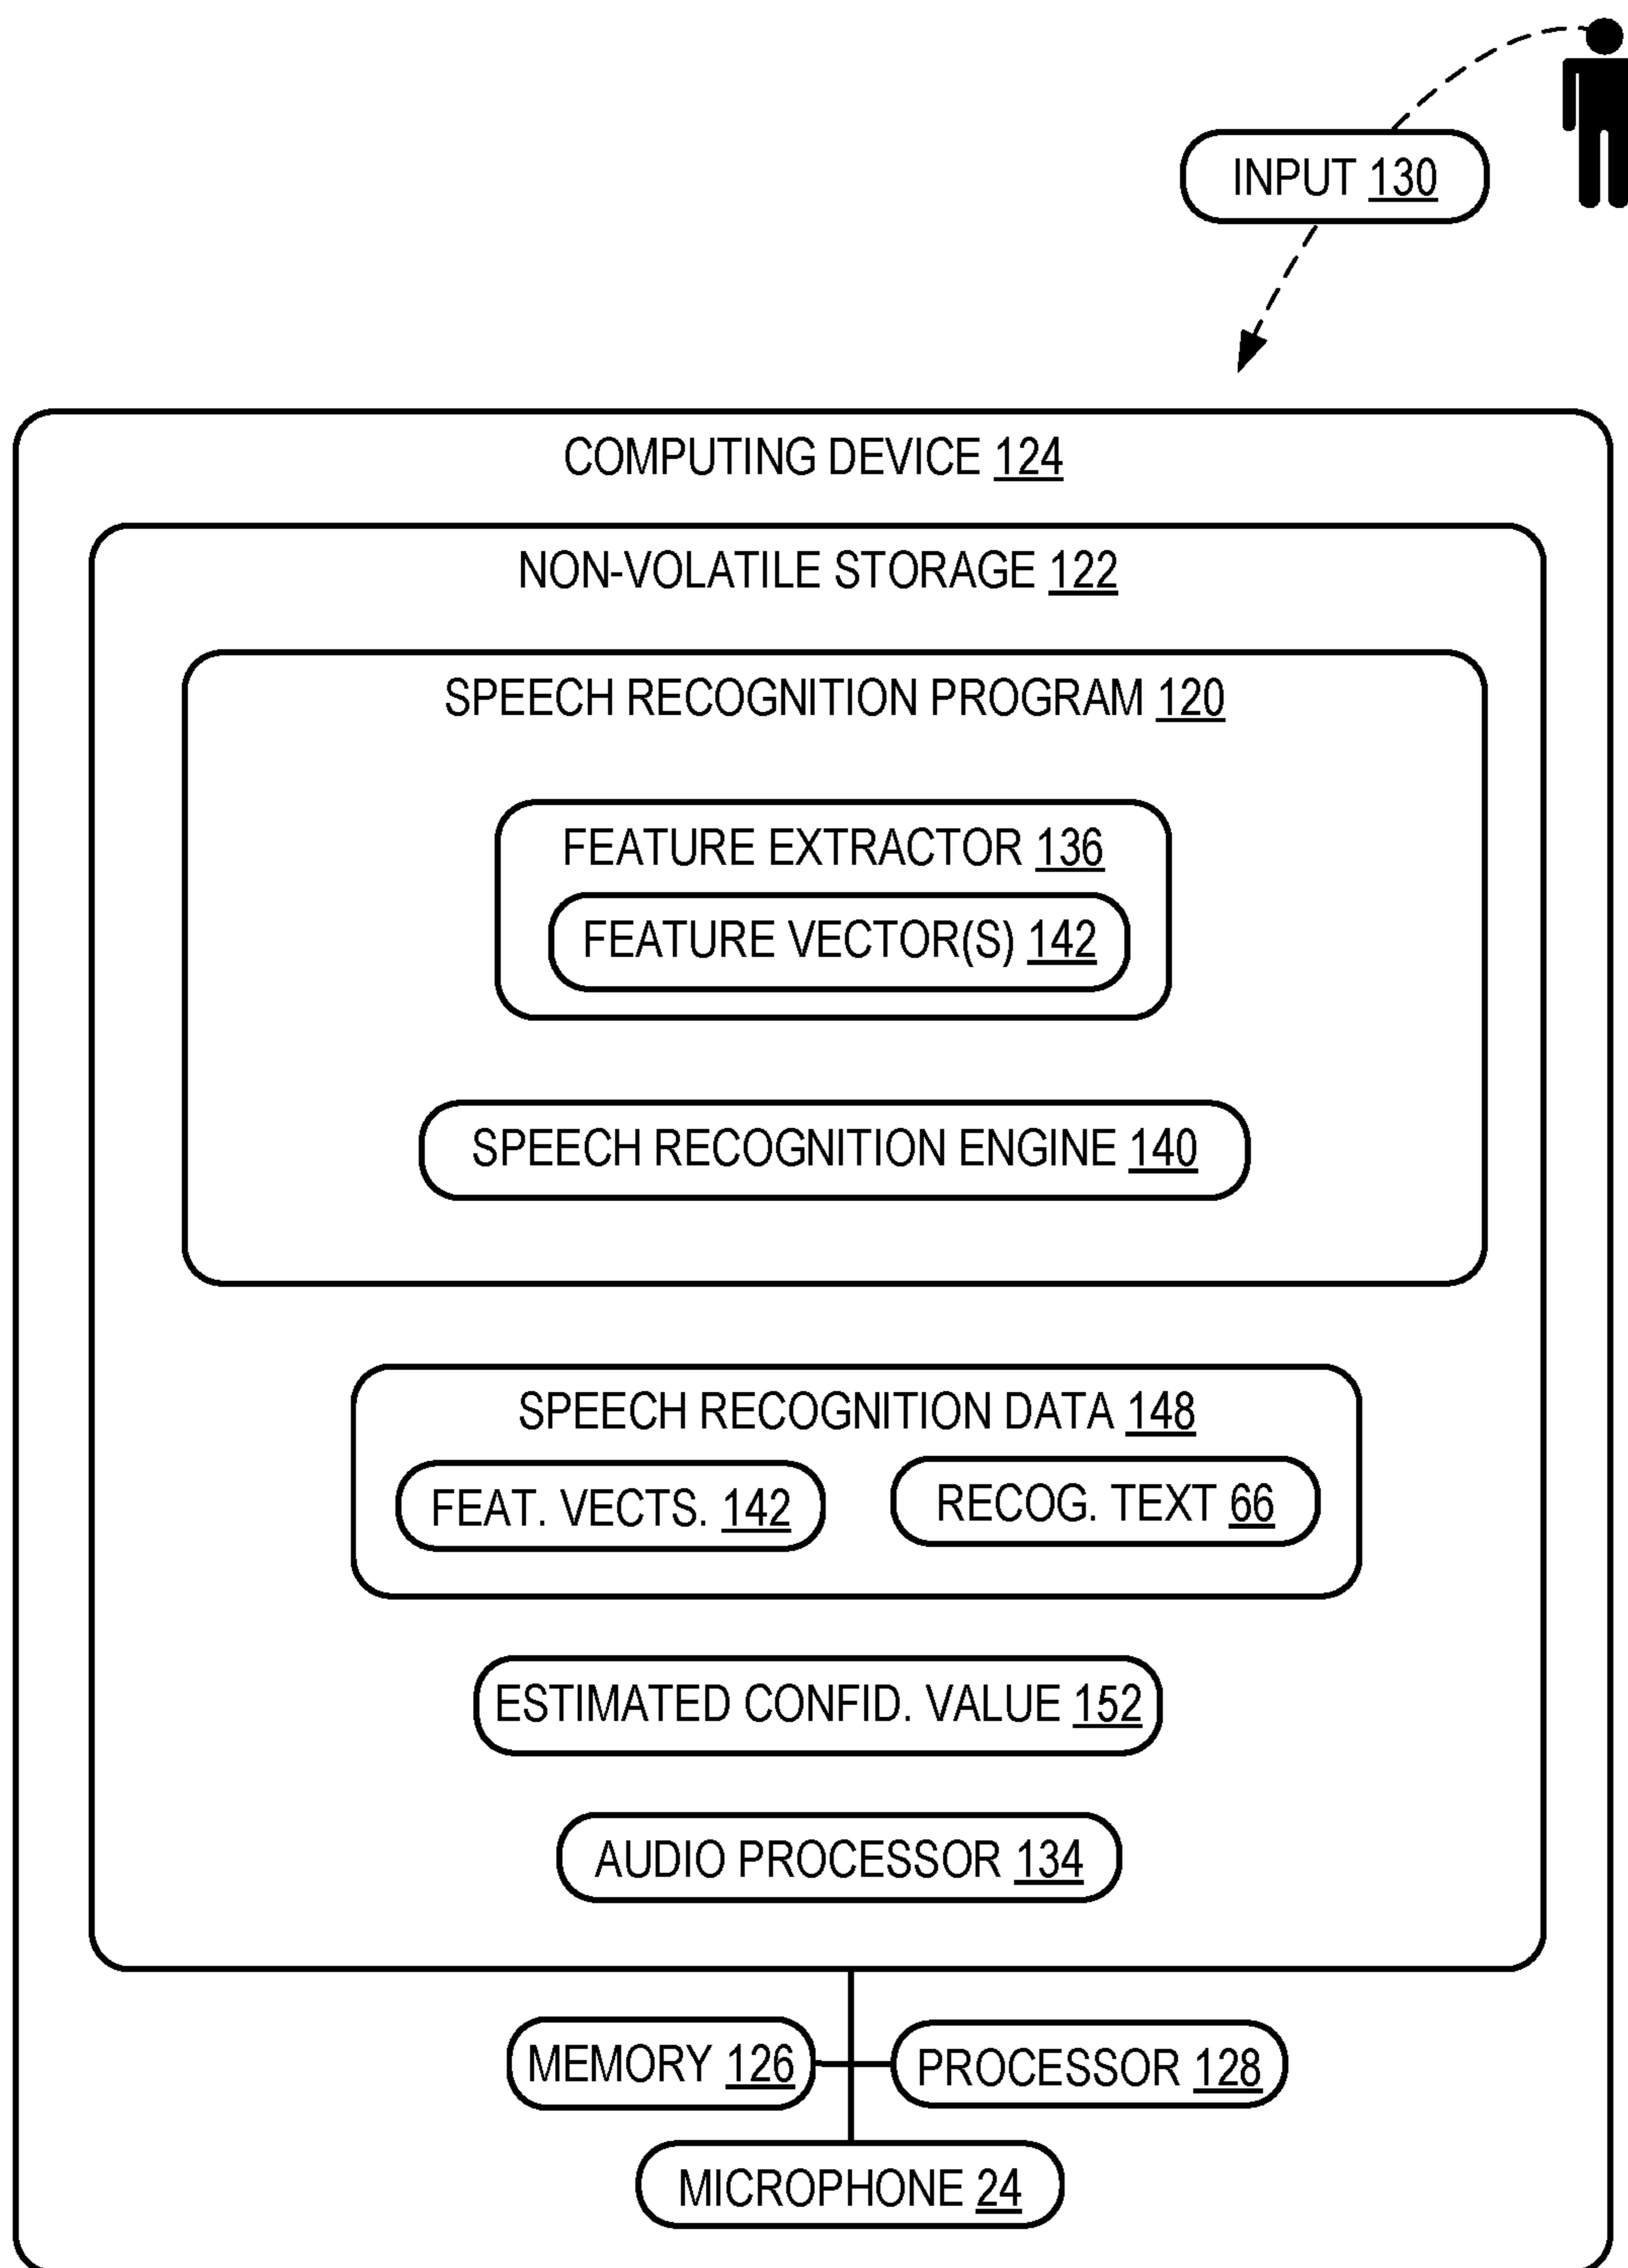 INPUT 130
COMPUTING DEVICE 124
NON-VOLATILE STORAGE 122
SPEECH RECOGNITION PROGRAM 120
FEATURE EXTRACTOR 136
FEATURE VECTOR(S) 142
SPEECH RECOGNITION ENGINE 140
SPEECH RECOGNITION DATA 148
FEAT. VECTS. 142
RECOG. TEXT 66
ESTIMATED CONFID. VALUE 152
AUDIO PROCESSOR 134
MEMORY 126
PROCESSOR 128
MICROPHONE 24